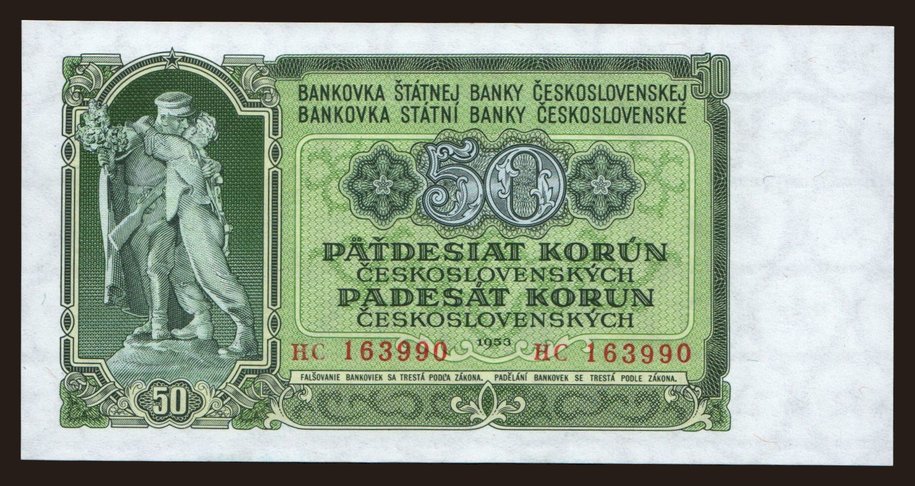 50
BANKOVKA ŠTÁTNEJ BANKY ČESKOSLOVENSKEJ
BANKOVKA STÁTNÍ BANKY ČESKOSLOVENSKÉ
50
PÄŤDESIAT KORÚN
ČESKOSLOVENSKÝCH
PADESÁT KORUN
ČESKOSLOVENSKÝCH
1953
HC 163990 HC 163990
FALŠOVANIE BANKOVIEK SA TRESTÁ PODĽA ZÁKONA. PADĚLÁNÍ BANKOVEK SE TRESTÁ PODLE ZÁKONA.
50